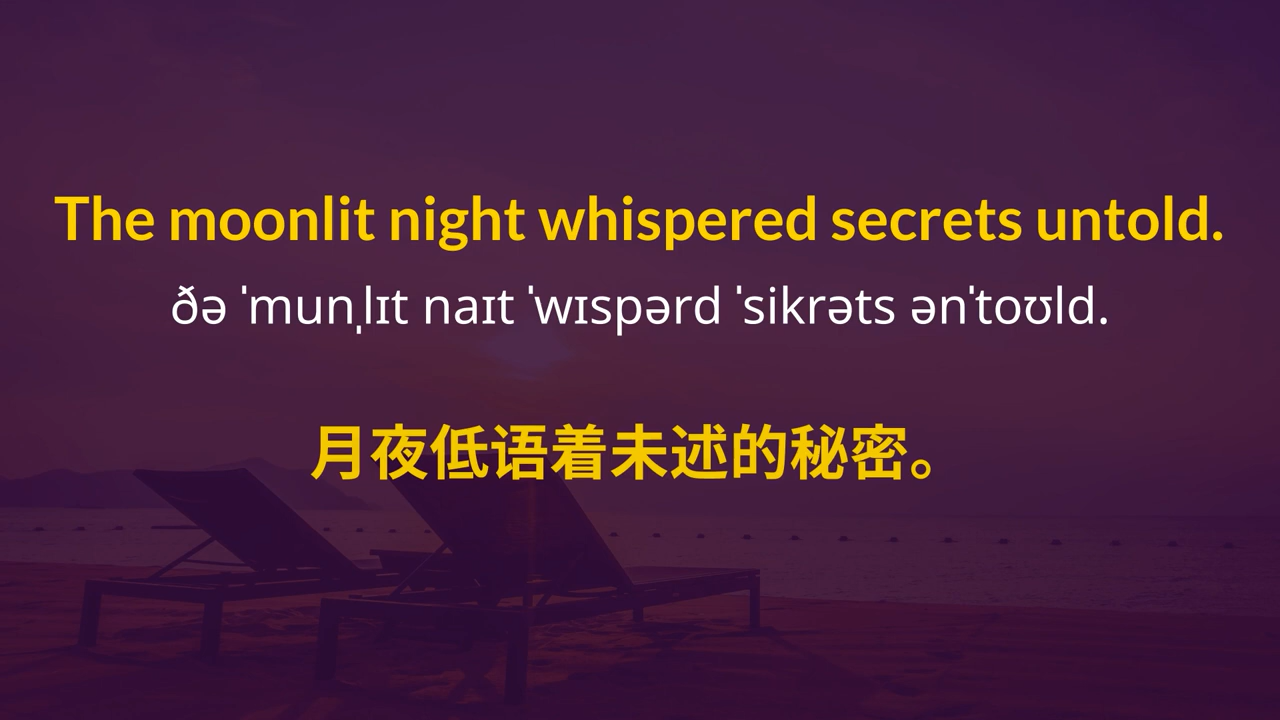 The moonlit night whispered secrets untold.
ðə ˈmunˌlɪt naɪt ˈwɪspərd ˈsikrəts ənˈtoʊld.
月夜低语着未述的秘密。